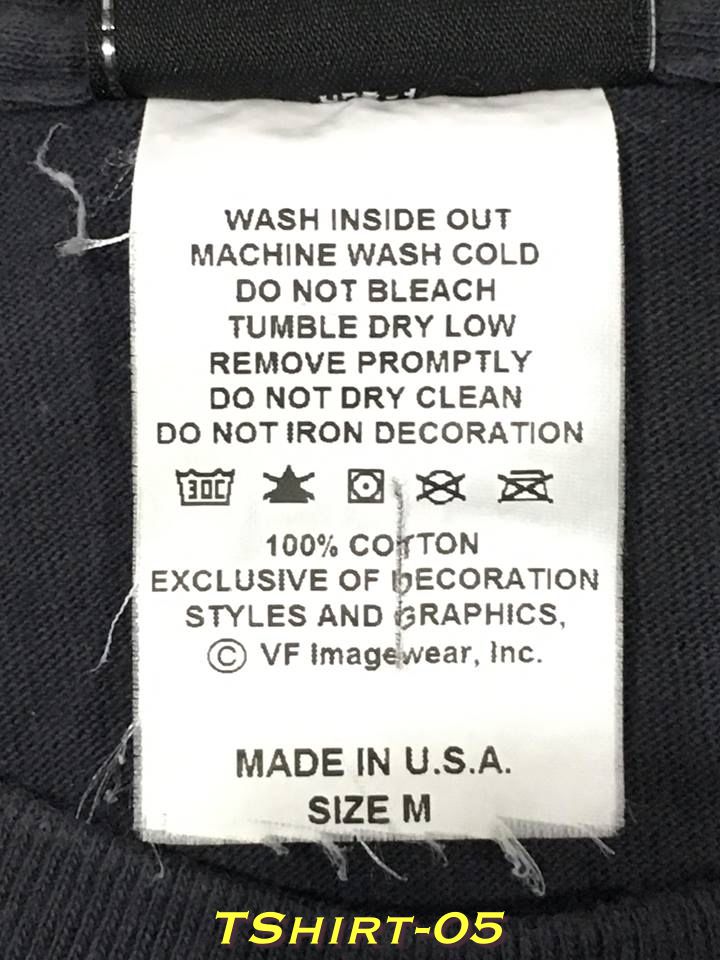 WASH INSIDE OUT
MACHINE WASH COLD
DO NOT BLEACH
TUMBLE DRY LOW
REMOVE PROMPTLY
DO NOT DRY CLEAN
DO NOT IRON DECORATION
30C
100% COTTON
EXCLUSIVE OF DECORATION
STYLES AND GRAPHICS,
© VF Imagewear, Inc.
MADE IN U.S.A.
SIZE M
TSHIRT-05